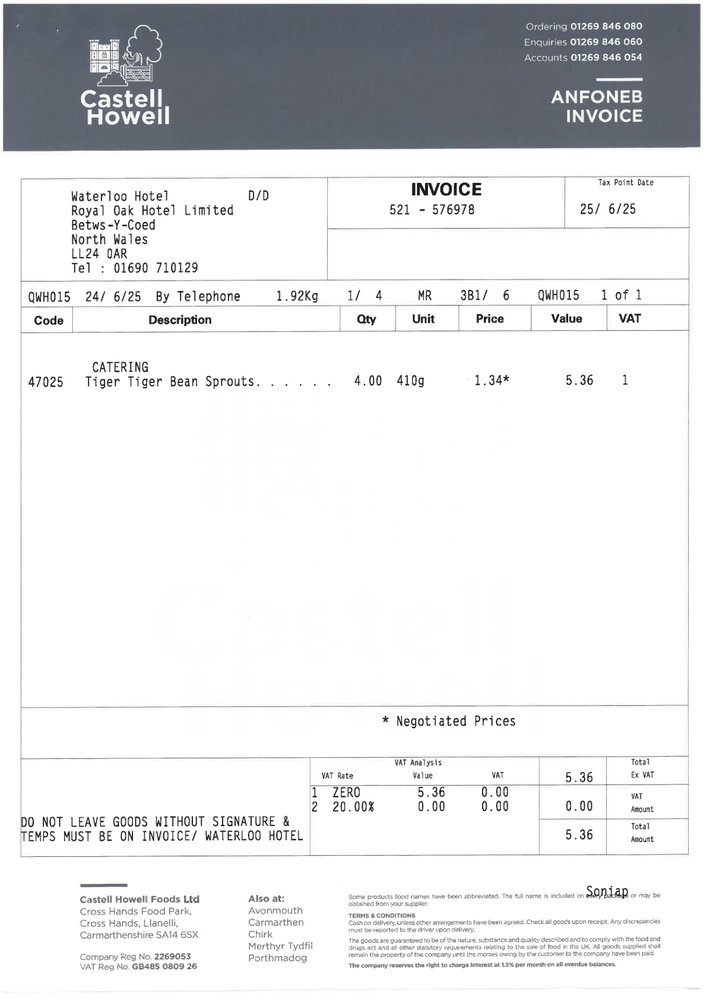 Castell
Howell
Ordering 01269 846 080
Enquiries 01269 846 060
Accounts 01269 846 054
ANFONEB
INVOICE
Waterloo Hotel D/D
Royal Oak Hotel Limited
Betws-Y-Coed
North Wales
LL24 0AR
Tel : 01690 710129
INVOICE
521 - 576978
Tax Point Date
25/ 6/25
QWH015 24/ 6/25 By Telephone 1.92Kg 1/ 4 MR 3B1/ 6 QWH015 1 of 1
Code Description Qty Unit Price Value VAT
CATERING
47025 Tiger Tiger Bean Sprouts. . . . . . 4.00 410g 1.34* 5.36 1
* Negotiated Prices
VAT Analysis
VAT Rate Value VAT
1 ZERO 5.36 0.00
2 20.00% 0.00 0.00
5.36 Total Ex VAT
0.00 VAT Amount
5.36 Total Amount
DO NOT LEAVE GOODS WITHOUT SIGNATURE &
TEMPS MUST BE ON INVOICE/ WATERLOO HOTEL
Castell Howell Foods Ltd
Cross Hands Food Park,
Cross Hands, Llanelli,
Carmarthenshire SA14 6SX
Company Reg No. 2269053
VAT Reg No. GB485 0809 26
Also at:
Avonmouth
Carmarthen
Chirk
Merthyr Tydfil
Porthmadog
Soniap
Some products food names have been abbreviated. The full name is included on every package or may be
obtained from your supplier.
TERMS & CONDITIONS
Cash on delivery, unless other arrangements have been agreed. Check all goods upon receipt. Any discrepancies
must be reported to the driver upon delivery.
The goods are guaranteed to be of the nature, substance and quality described and to comply with the food and
drugs act and all other statutory requirements relating to the sale of food in the UK. All goods supplied shall
remain the property of the company until the monies owing by the customer to the company have been paid.
The company reserves the right to charge Interest at 1.5% per month on all overdue balances.